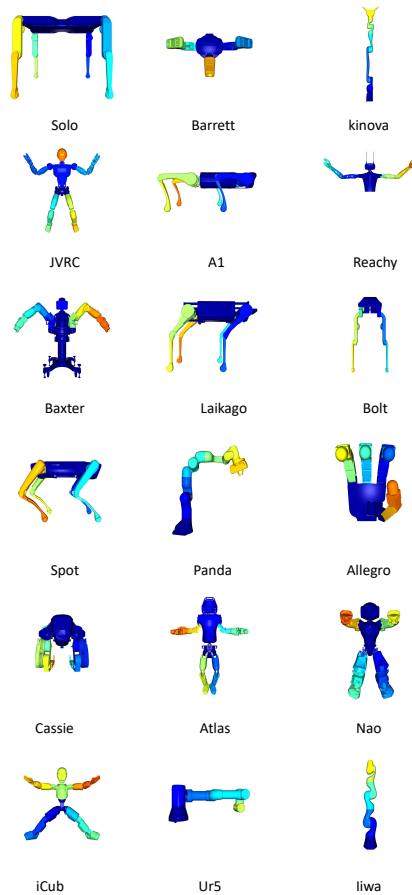 Solo Barrett kinova
JVRC A1 Reachy
Baxter Laikago Bolt
Spot Panda Allegro
Cassie Atlas Nao
iCub Ur5 Iiwa